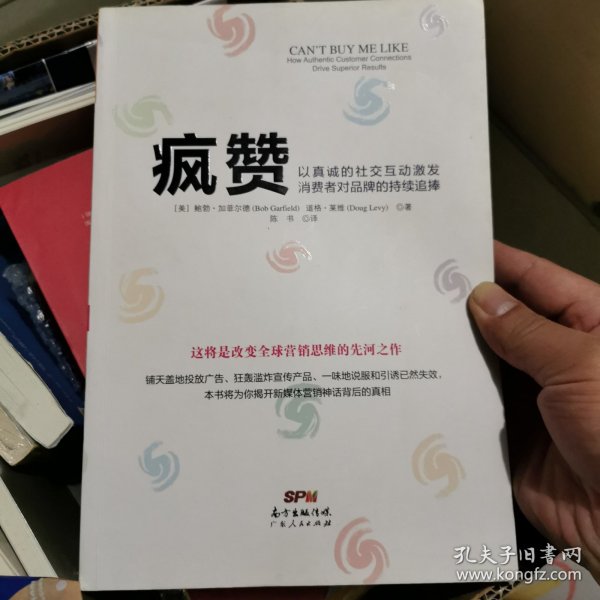 CAN'T BUY ME LIKE
How Authentic Customer Connections
Drive Superior Results
疯赞
以真诚的社交互动激发
消费者对品牌的持续追捧
［美］鲍勃·加菲尔德(Bob Garfield) 道格·莱维(Doug Levy) ◎著
陈 书 ◎译
这将是改变全球营销思维的先河之作
铺天盖地投放广告、狂轰滥炸宣传产品、一味地说服和引诱已然失效，
本书将为你揭开新媒体营销神话背后的真相
SPM
南方出版传媒
广东人民出版社
孔夫子旧书网
www.kongfz.com